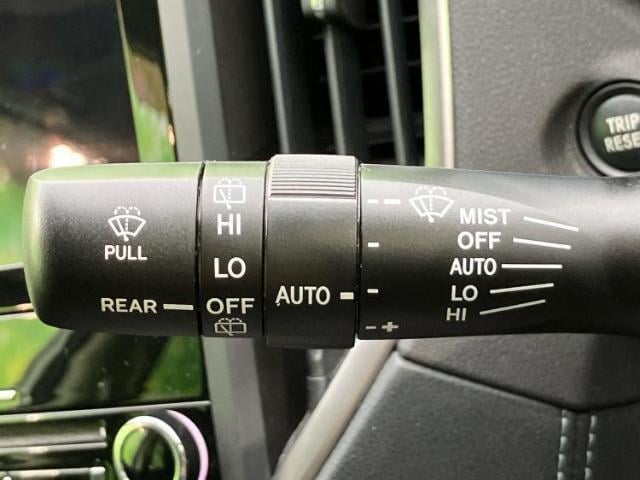 PULL
REAR
HI
LO
OFF
AUTO
- +
MIST
OFF
AUTO
LO
HI
TRIP
RESE